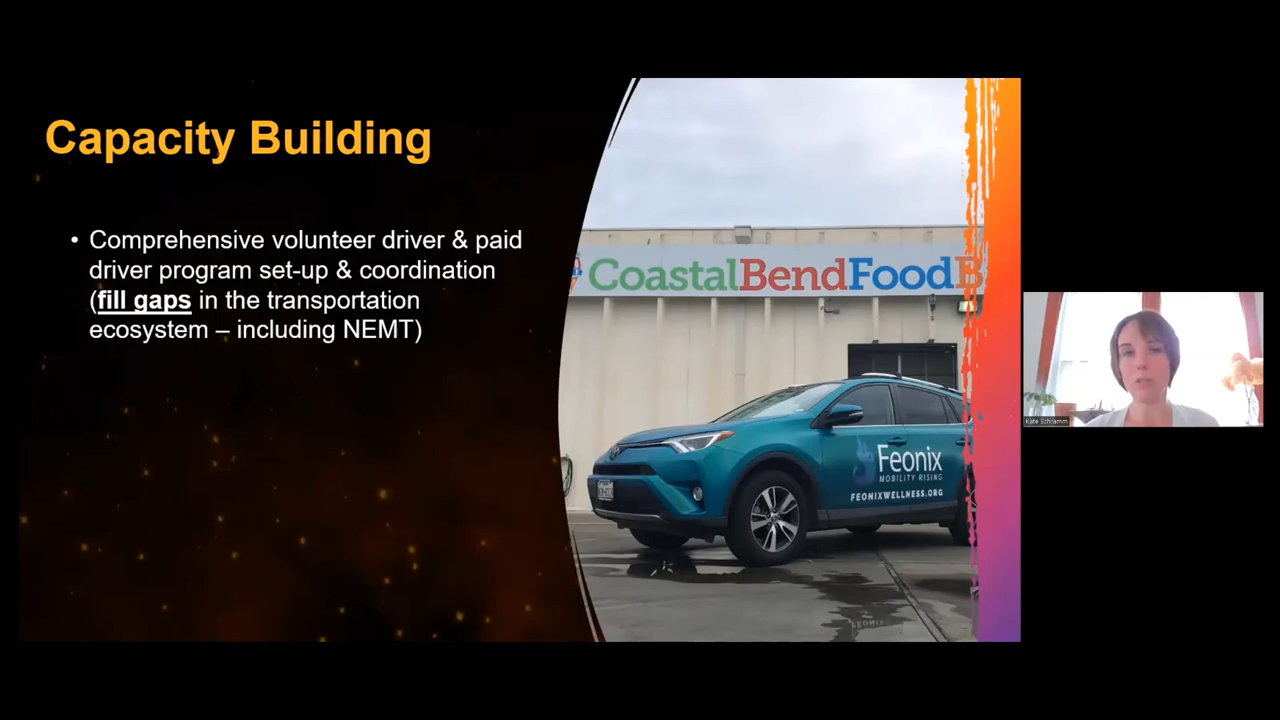 Capacity Building
• Comprehensive volunteer driver & paid
driver program set-up & coordination
(fill gaps in the transportation
ecosystem – including NEMT)
CoastalBendFoodB
Feonix
MOBILITY RISING
FEONIXWELLNESS.ORG
Kate Schramm